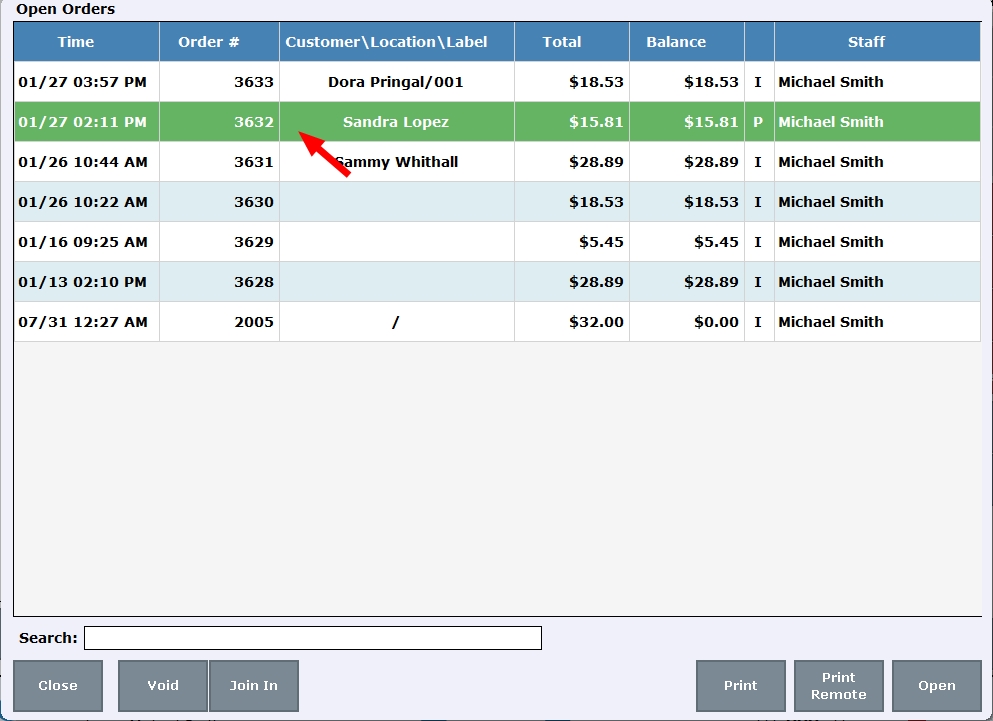 Open Orders
Time Order # Customer\Location\Label Total Balance Staff
01/27 03:57 PM 3633 Dora Pringal/001 $18.53 $18.53 I Michael Smith
01/27 02:11 PM 3632 Sandra Lopez $15.81 $15.81 P Michael Smith
01/26 10:44 AM 3631 Sammy Whithall $28.89 $28.89 I Michael Smith
01/26 10:22 AM 3630 $18.53 $18.53 I Michael Smith
01/16 09:25 AM 3629 $5.45 $5.45 I Michael Smith
01/13 02:10 PM 3628 $28.89 $28.89 I Michael Smith
07/31 12:27 AM 2005 / $32.00 $0.00 I Michael Smith
Search:
Close Void Join In Print Print Remote Open